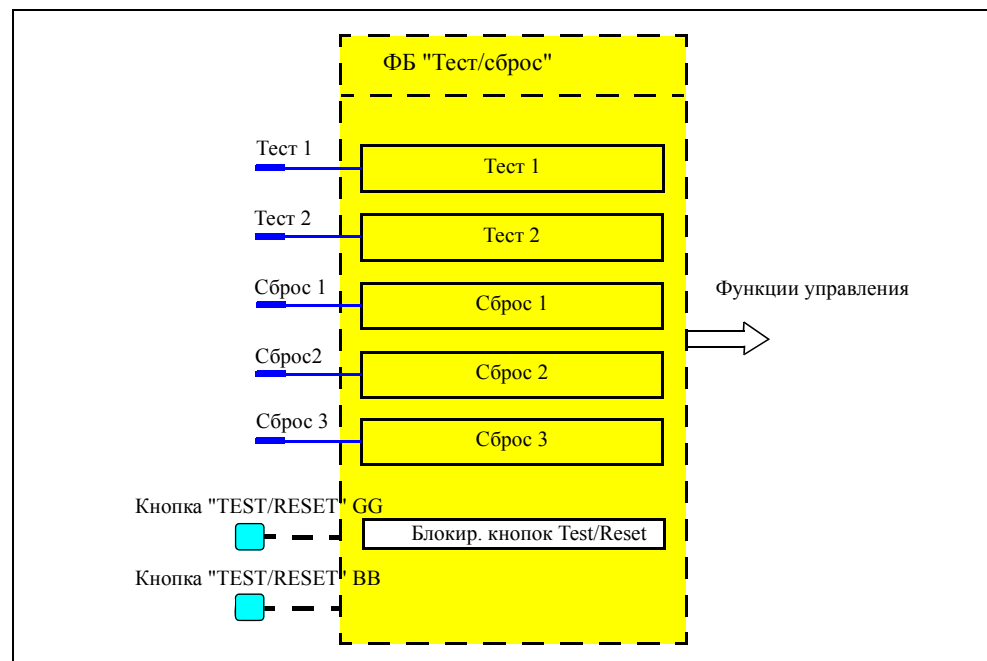 ФБ "Тест/сброс"
Тест 1
Тест 1
Тест 2
Тест 2
Сброс 1
Сброс 1
Функции управления
Сброс2
Сброс 2
Сброс 3
Сброс 3
Кнопка "TEST/RESET" GG
Блокир. кнопок Test/Reset
Кнопка "TEST/RESET" BB